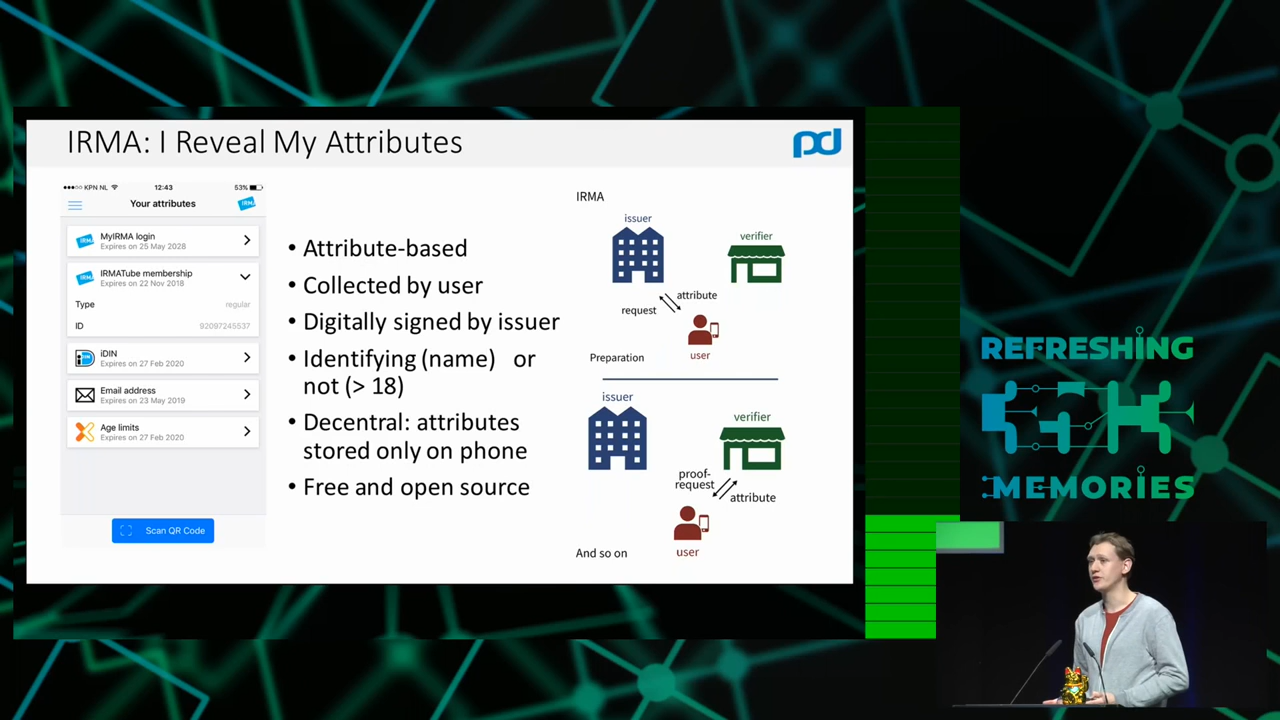 IRMA: I Reveal My Attributes
pd
KPN NL
12:43
53%
Your attributes
IRMA
MyIRMA login
Expires on 25 May 2028
IRMATube membership
Expires on 22 Nov 2018
Type
regular
ID
92097245537
iDIN
Expires on 27 Feb 2020
Email address
Expires on 23 May 2019
Age limits
Expires on 27 Feb 2020
Scan QR Code
• Attribute-based
• Collected by user
• Digitally signed by issuer
• Identifying (name) or
not (> 18)
• Decentral: attributes
stored only on phone
• Free and open source
IRMA
issuer
verifier
attribute
request
user
Preparation
issuer
verifier
proof-
request
attribute
user
And so on
REFRESHING
MEMORIES